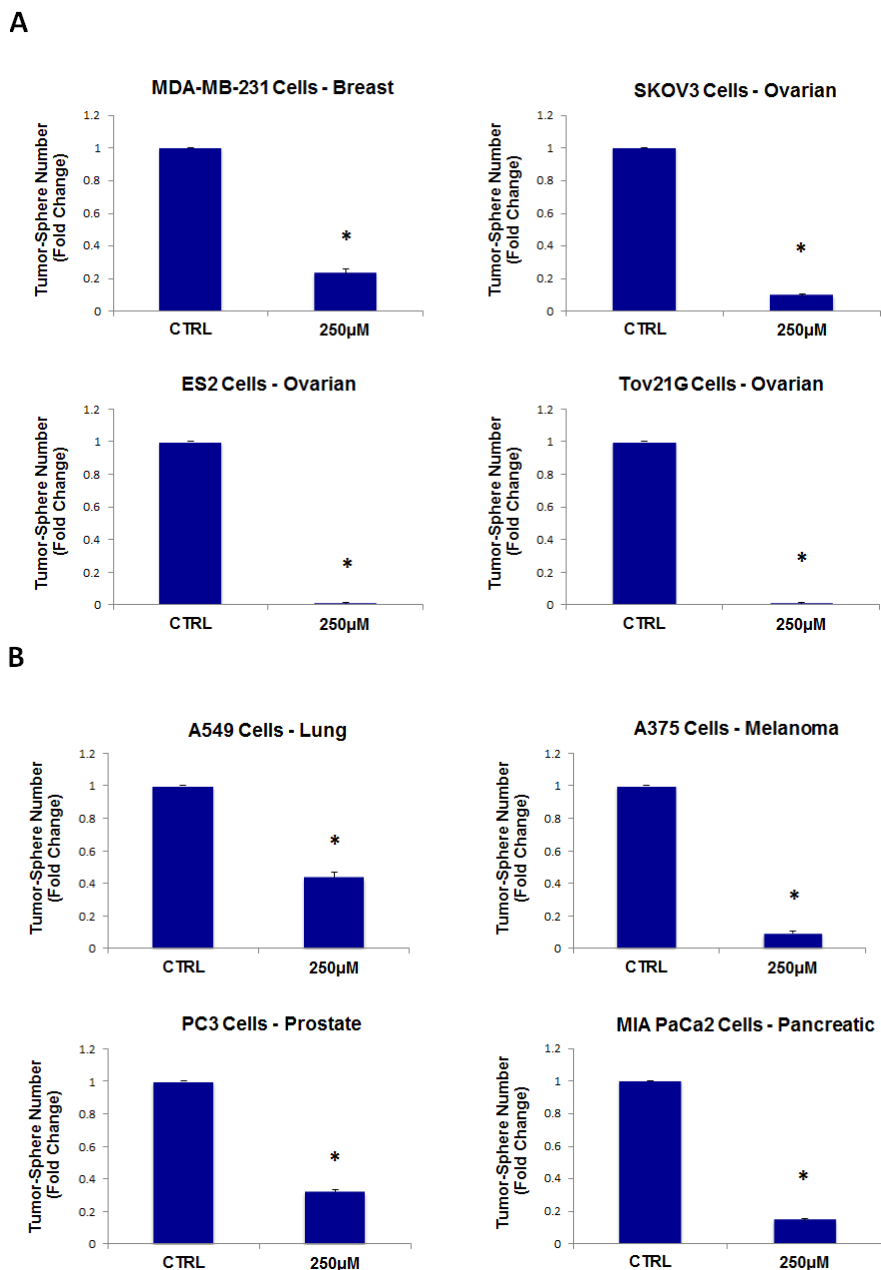 A
MDA-MB-231 Cells - Breast
Tumor-Sphere Number
(Fold Change)
1.2
1
0.8
0.6
0.4
0.2
0
*
CTRL
250µM
SKOV3 Cells - Ovarian
Tumor-Sphere Number
(Fold Change)
1.2
1
0.8
0.6
0.4
0.2
0
*
CTRL
250µM
ES2 Cells - Ovarian
Tumor-Sphere Number
(Fold Change)
1.2
1
0.8
0.6
0.4
0.2
0
*
CTRL
250µM
Tov21G Cells - Ovarian
Tumor-Sphere Number
(Fold Change)
1.2
1
0.8
0.6
0.4
0.2
0
*
CTRL
250µM
B
A549 Cells - Lung
Tumor-Sphere Number
(Fold Change)
1.2
1
0.8
0.6
0.4
0.2
0
*
CTRL
250µM
A375 Cells - Melanoma
Tumor-Sphere Number
(Fold Change)
1.2
1
0.8
0.6
0.4
0.2
0
*
CTRL
250µM
PC3 Cells - Prostate
Tumor-Sphere Number
(Fold Change)
1.2
1
0.8
0.6
0.4
0.2
0
*
CTRL
250µM
MIA PaCa2 Cells - Pancreatic
Tumor-Sphere Number
(Fold Change)
1.2
1
0.8
0.6
0.4
0.2
0
*
CTRL
250µM